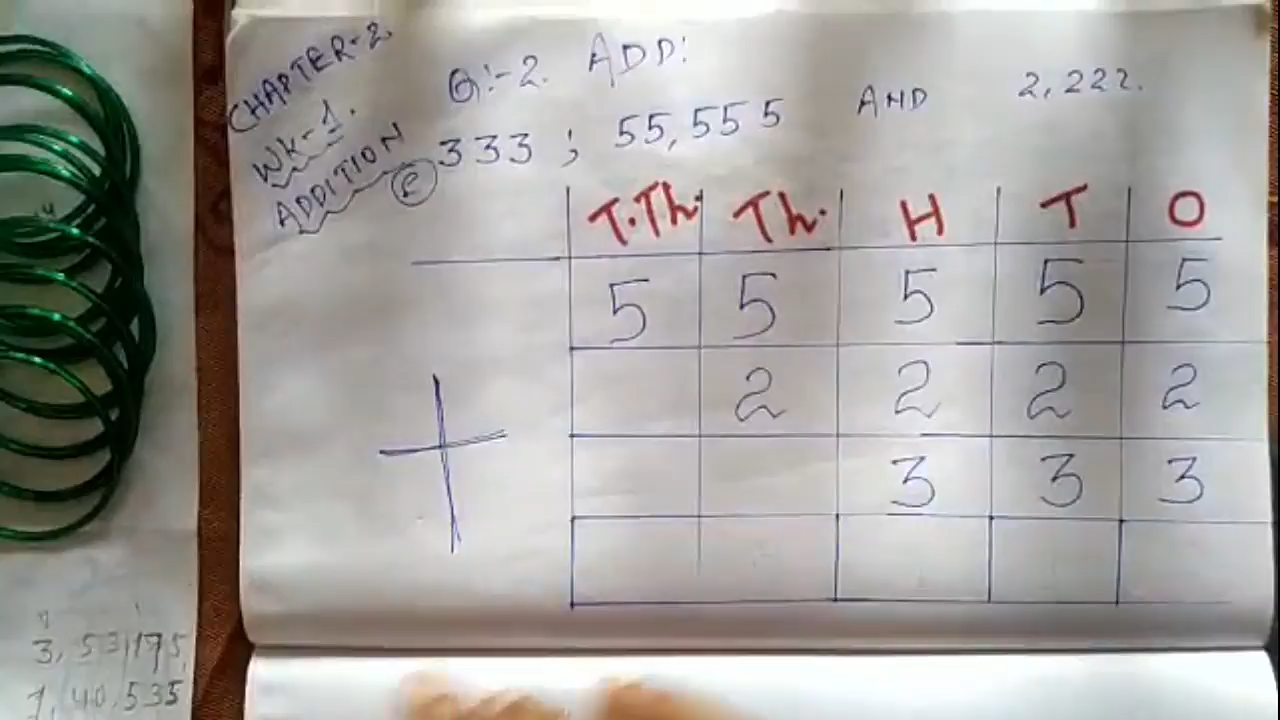 CHAPTER-2.
Wk-1.
ADDITION
Q:-2. ADD:
(e) 333 ; 55,555 AND 2,222.
T.Th. Th. H T O
5 5 5 5 5
2 2 2 2
+ 3 3 3
3,53,175,
1,40,535